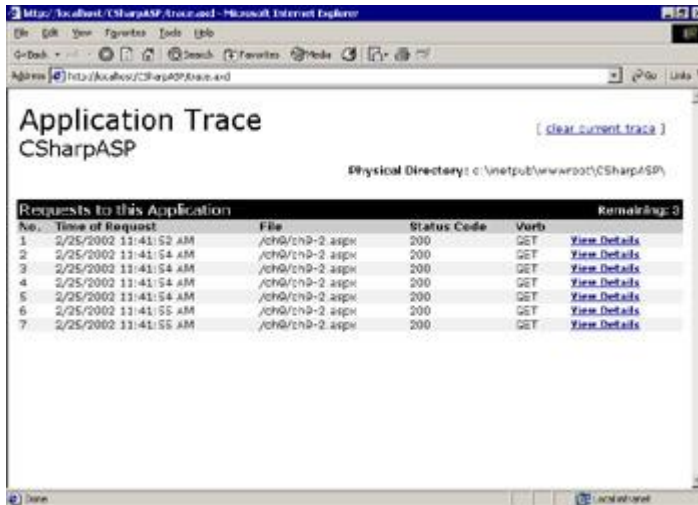 http://localhost/CSharpASP/trace.axd - Microsoft Internet Explorer
File Edit View Favorites Tools Help
Back Search Favorites Media
Address http://localhost/CSharpASP/trace.axd Go Links
Application Trace
[ clear current trace ]
CSharpASP
Physical Directory: c:\inetpub\wwwroot\CSharpASP\
Requests to this Application Remaining: 3
No. Time of Request File Status Code Verb
1 2/25/2002 11:41:52 AM /ch9/ch9-2.aspx 200 GET View Details
2 2/25/2002 11:41:54 AM /ch9/ch9-2.aspx 200 GET View Details
3 2/25/2002 11:41:54 AM /ch9/ch9-2.aspx 200 GET View Details
4 2/25/2002 11:41:54 AM /ch9/ch9-2.aspx 200 GET View Details
5 2/25/2002 11:41:54 AM /ch9/ch9-2.aspx 200 GET View Details
6 2/25/2002 11:41:55 AM /ch9/ch9-2.aspx 200 GET View Details
7 2/25/2002 11:41:55 AM /ch9/ch9-2.aspx 200 GET View Details
Done Local intranet